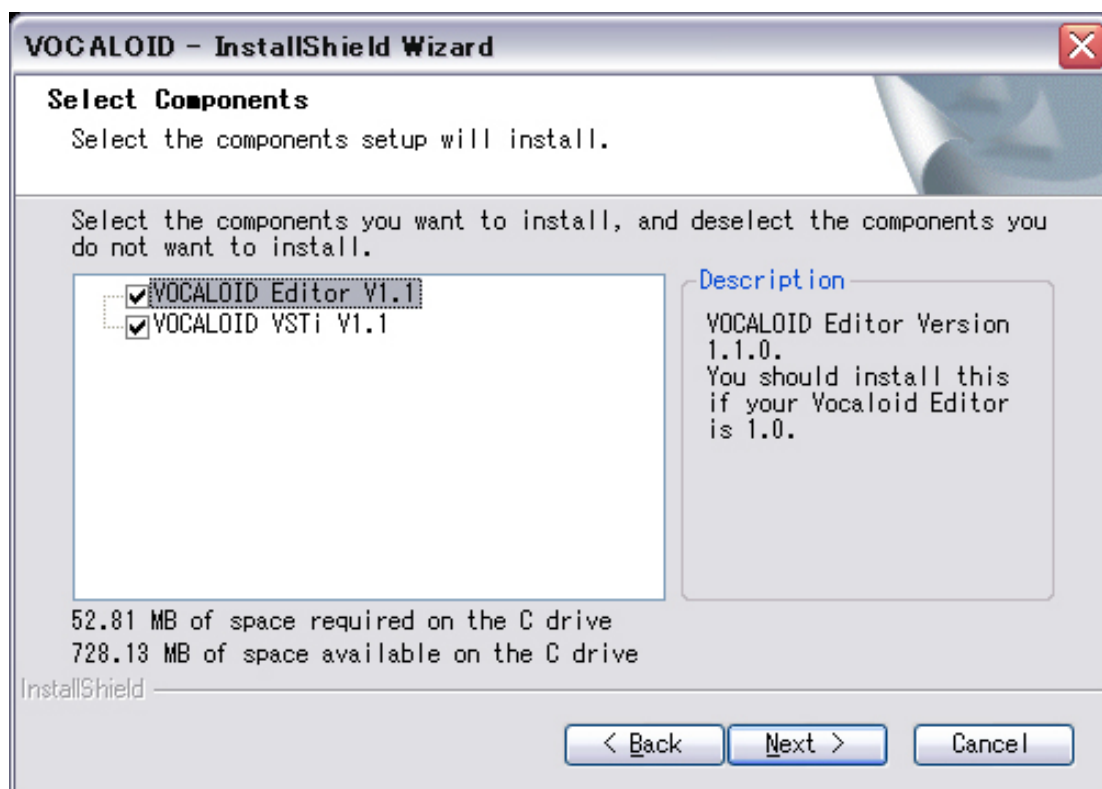 VOCALOID - InstallShield Wizard
Select Components
Select the components setup will install.
Select the components you want to install, and deselect the components you
do not want to install.
VOCALOID Editor V1.1
VOCALOID VSTi V1.1
Description
VOCALOID Editor Version
1.1.0.
You should install this
if your Vocaloid Editor
is 1.0.
52.81 MB of space required on the C drive
728.13 MB of space available on the C drive
InstallShield
< Back
Next >
Cancel